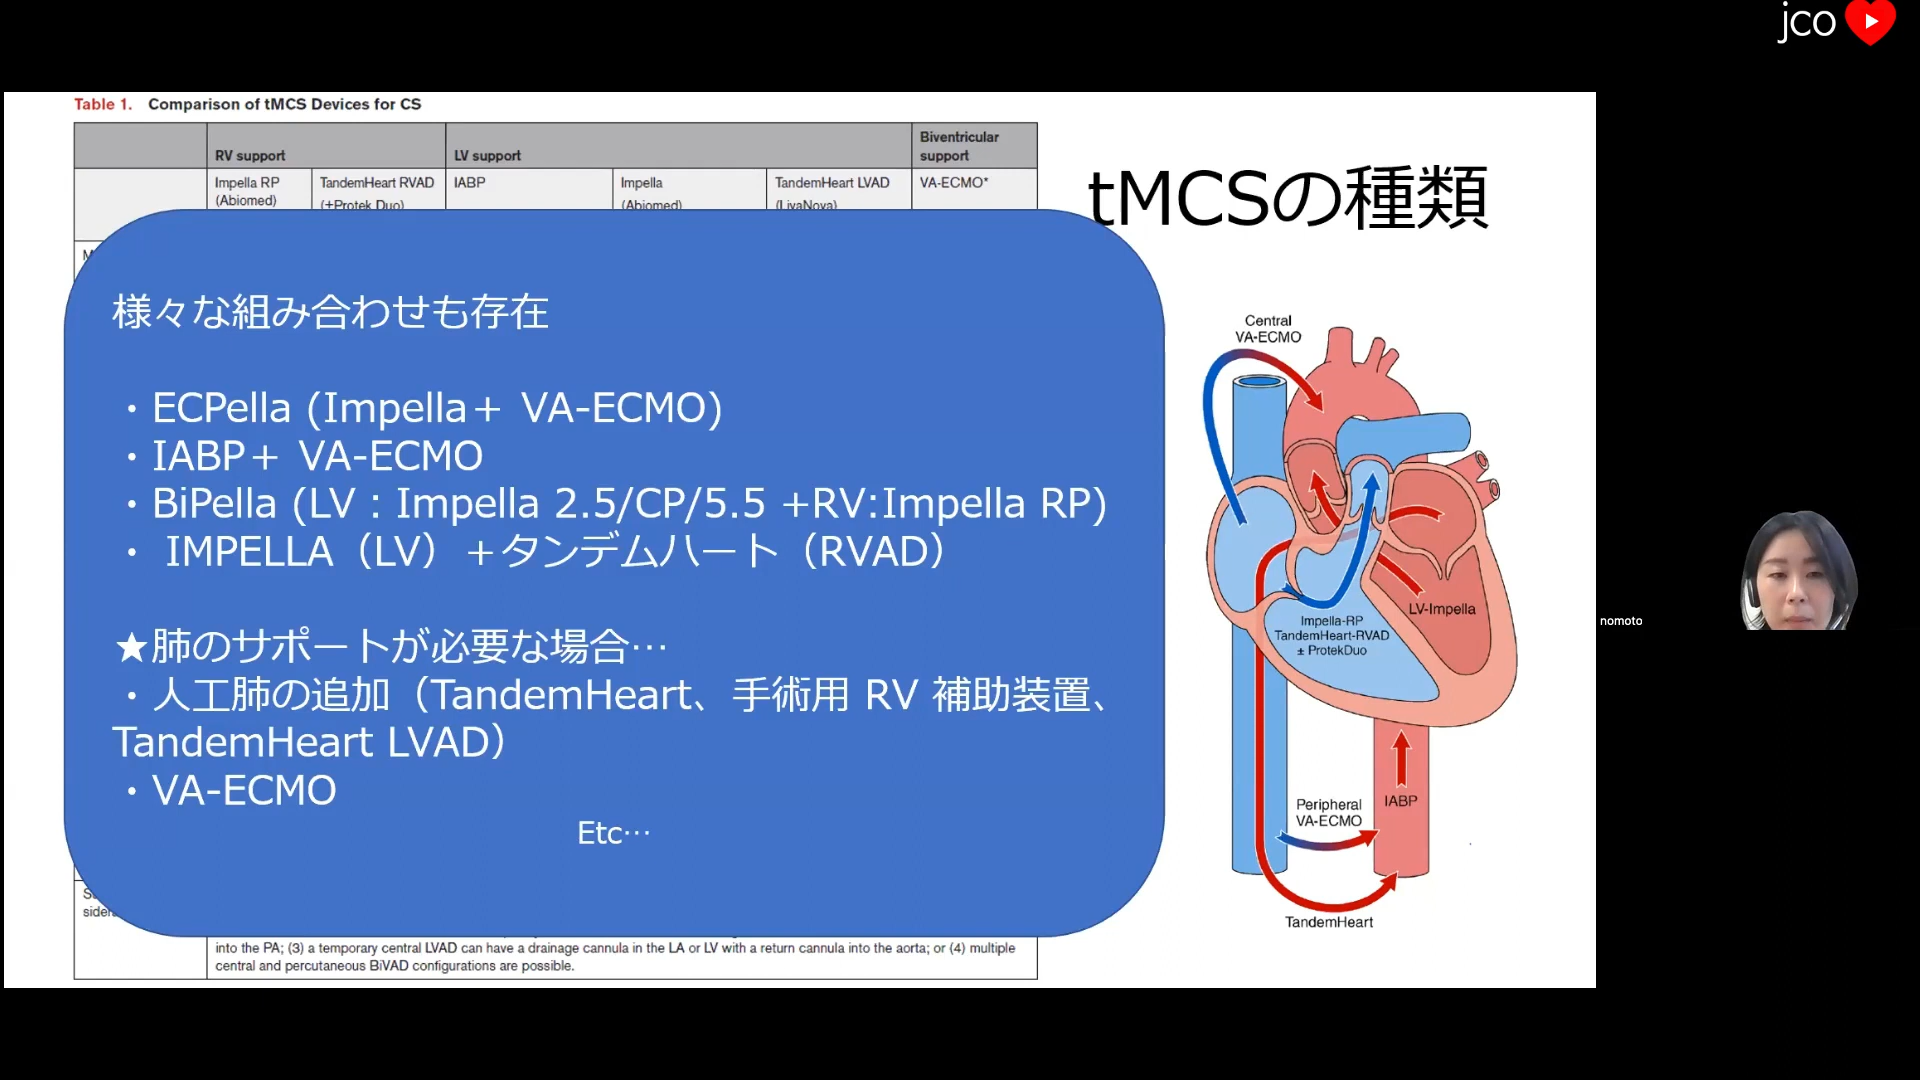 jco
Table 1. Comparison of tMCS Devices for CS
RV support
LV support
Biventricular
support
Impella RP
(Abiomed)
TandemHeart RVAD
(±Protek Duo)
IABP
Impella
(Abiomed)
TandemHeart LVAD
(LivaNova)
VA-ECMO*
tMCSの種類
様々な組み合わせも存在
・ECPella (Impella＋ VA-ECMO)
・IABP＋ VA-ECMO
・BiPella (LV：Impella 2.5/CP/5.5 +RV:Impella RP)
・ IMPELLA（LV）＋タンデムハート（RVAD）
★肺のサポートが必要な場合…
・人工肺の追加（TandemHeart、手術用 RV 補助装置、
TandemHeart LVAD）
・VA-ECMO
Etc…
into the PA; (3) a temporary central LVAD can have a drainage cannula in the LA or LV with a return cannula into the aorta; or (4) multiple
central and percutaneous BiVAD configurations are possible.
Central
VA-ECMO
LV-Impella
Impella-RP
TandemHeart-RVAD
± ProtekDuo
IABP
Peripheral
VA-ECMO
TandemHeart
nomoto